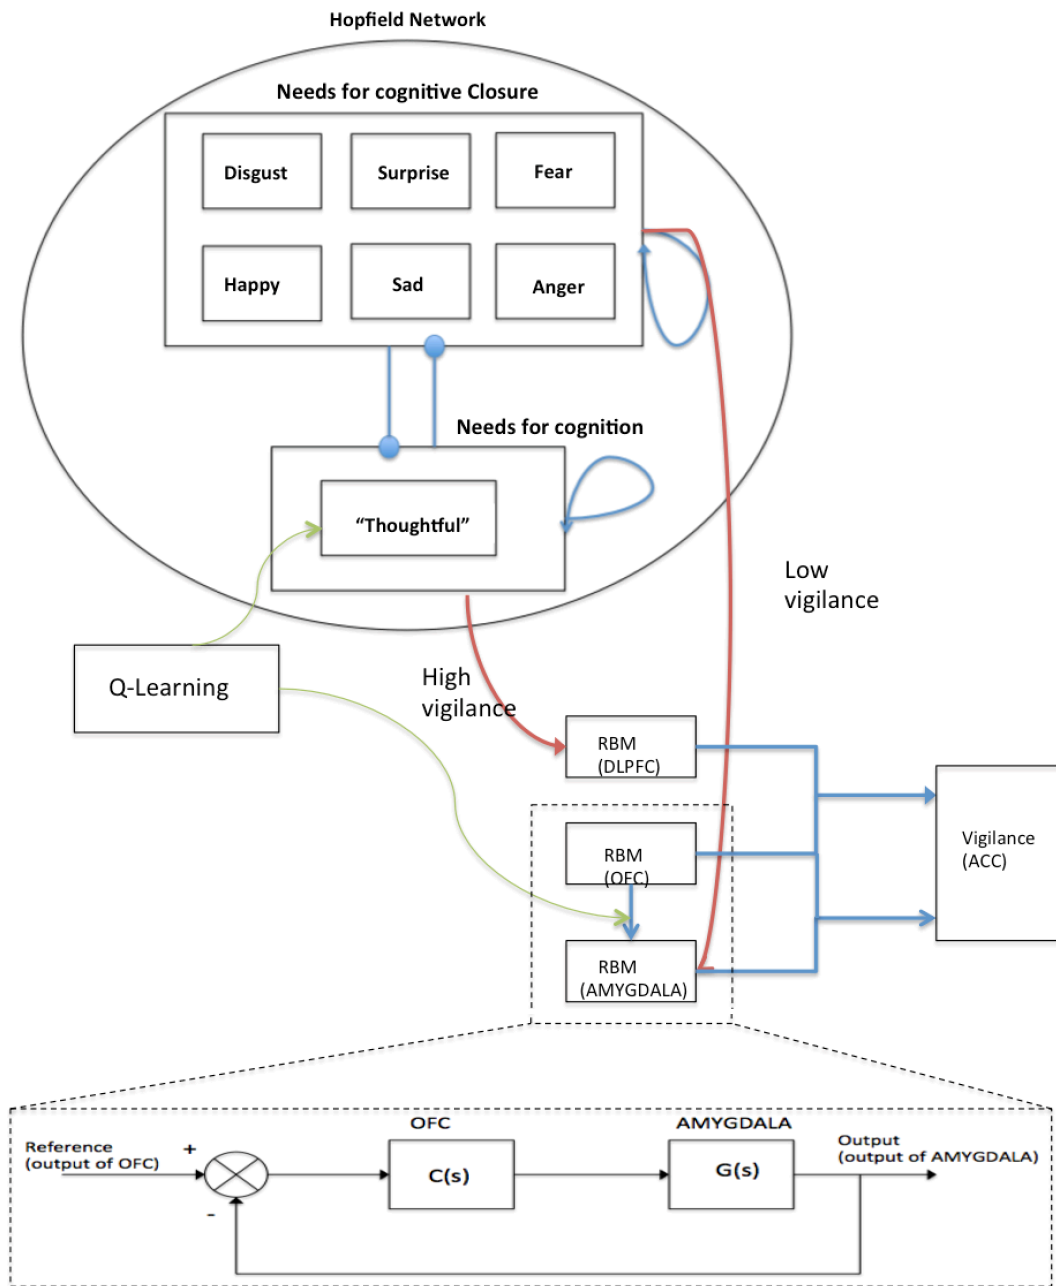 Hopfield Network
Needs for cognitive Closure
Disgust
Surprise
Fear
Happy
Sad
Anger
Needs for cognition
“Thoughtful”
Low
vigilance
Q-Learning
High
vigilance
RBM
(DLPFC)
RBM
(OFC)
RBM
(AMYGDALA)
Vigilance
(ACC)
OFC
AMYGDALA
Reference
(output of OFC)
+
-
C(s)
G(s)
Output
(output of AMYGDALA)